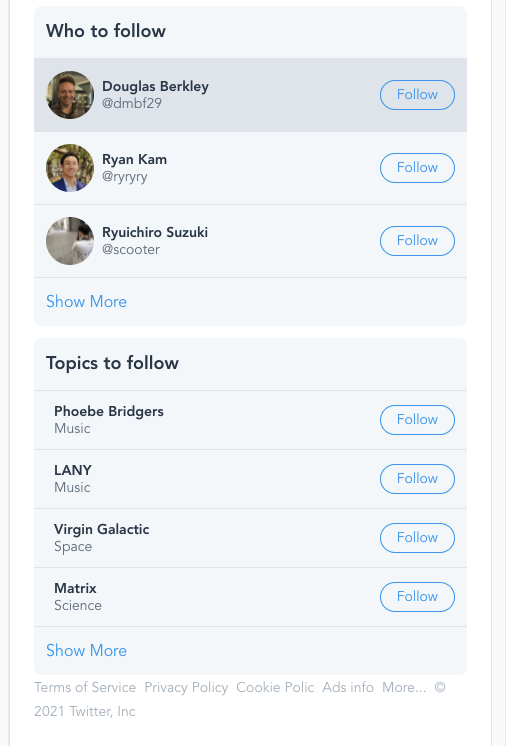 Who to follow
Douglas Berkley
@dmbf29
Follow
Ryan Kam
@ryryry
Follow
Ryuichiro Suzuki
@scooter
Follow
Show More
Topics to follow
Phoebe Bridgers
Music
Follow
LANY
Music
Follow
Virgin Galactic
Space
Follow
Matrix
Science
Follow
Show More
Terms of Service Privacy Policy Cookie Polic Ads info More... ©
2021 Twitter, Inc